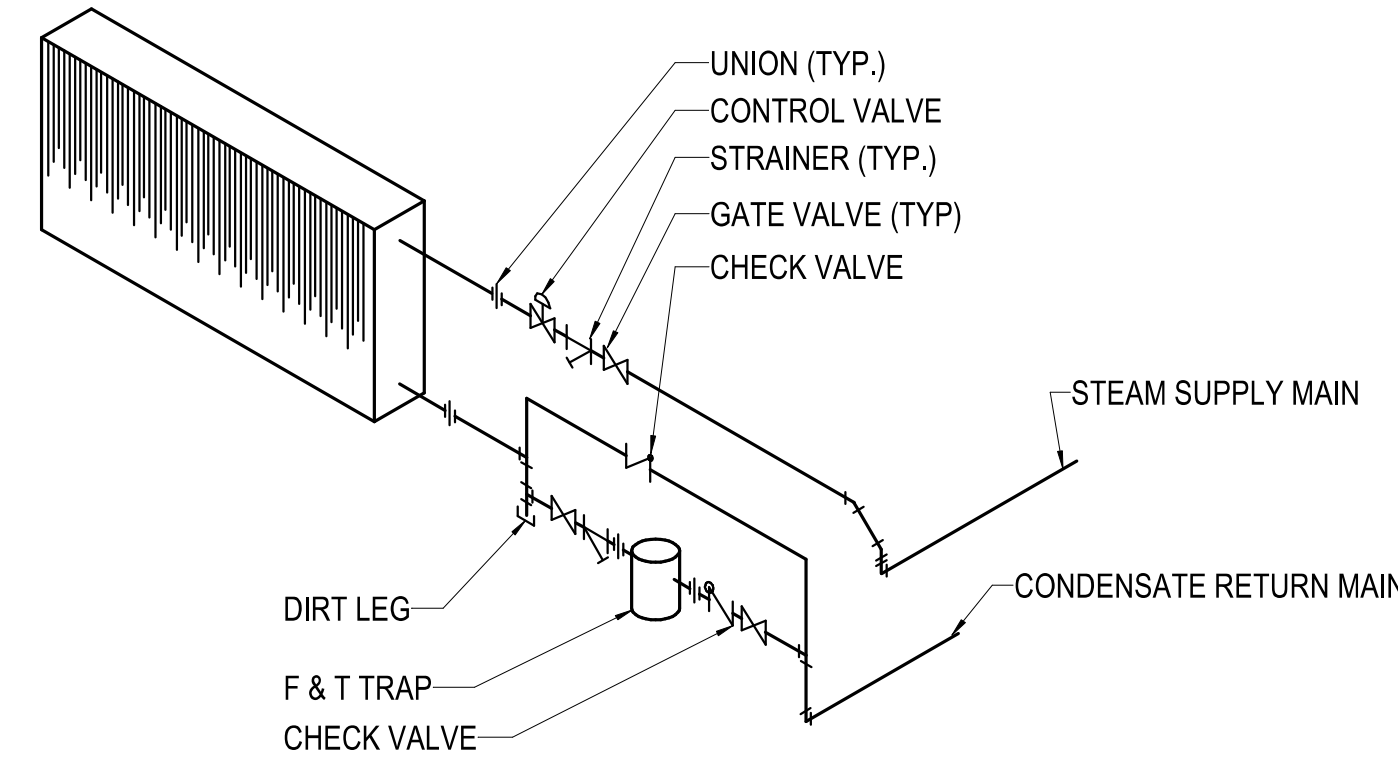 UNION (TYP.)
CONTROL VALVE
STRAINER (TYP.)
GATE VALVE (TYP)
CHECK VALVE
STEAM SUPPLY MAIN
CONDENSATE RETURN MAIN
DIRT LEG
F & T TRAP
CHECK VALVE